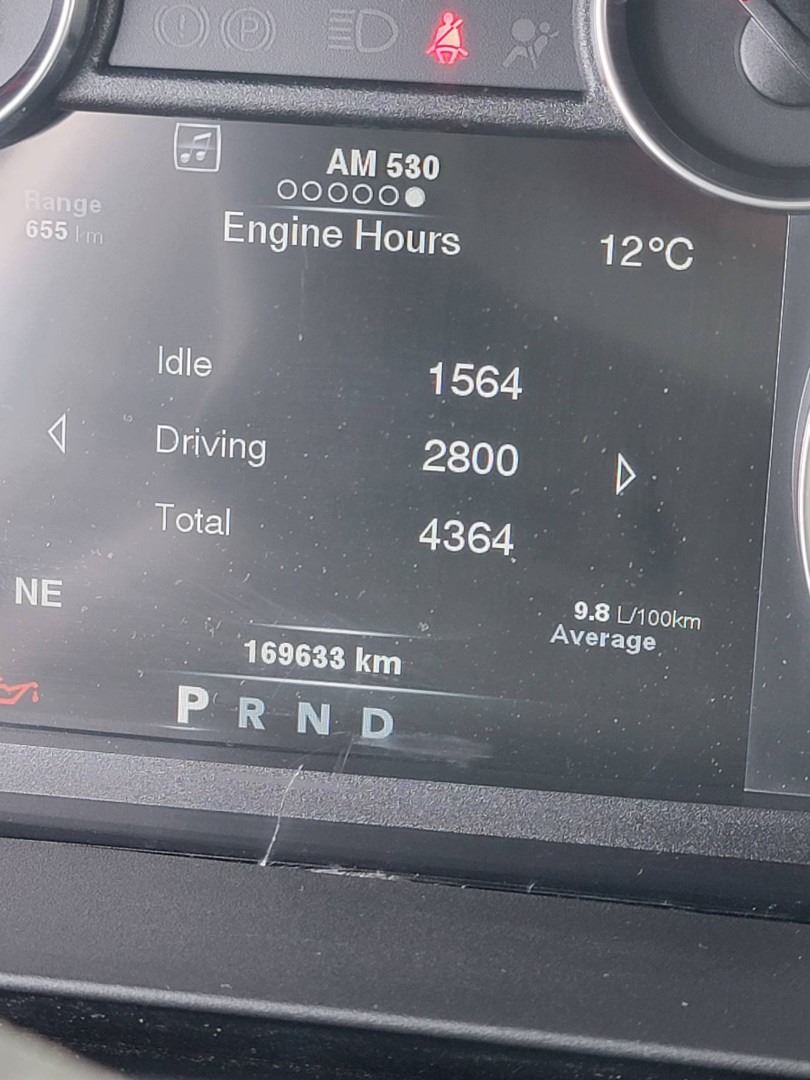 AM 530
Range
655 km
Engine Hours
12°C
Idle 1564
Driving 2800
Total 4364
NE
9.8 L/100km
Average
169633 km
P R N D